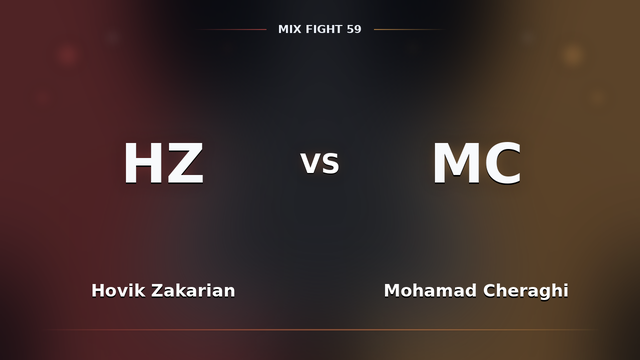 MIX FIGHT 59
HZ
VS
MC
Hovik Zakarian
Mohamad Cheraghi